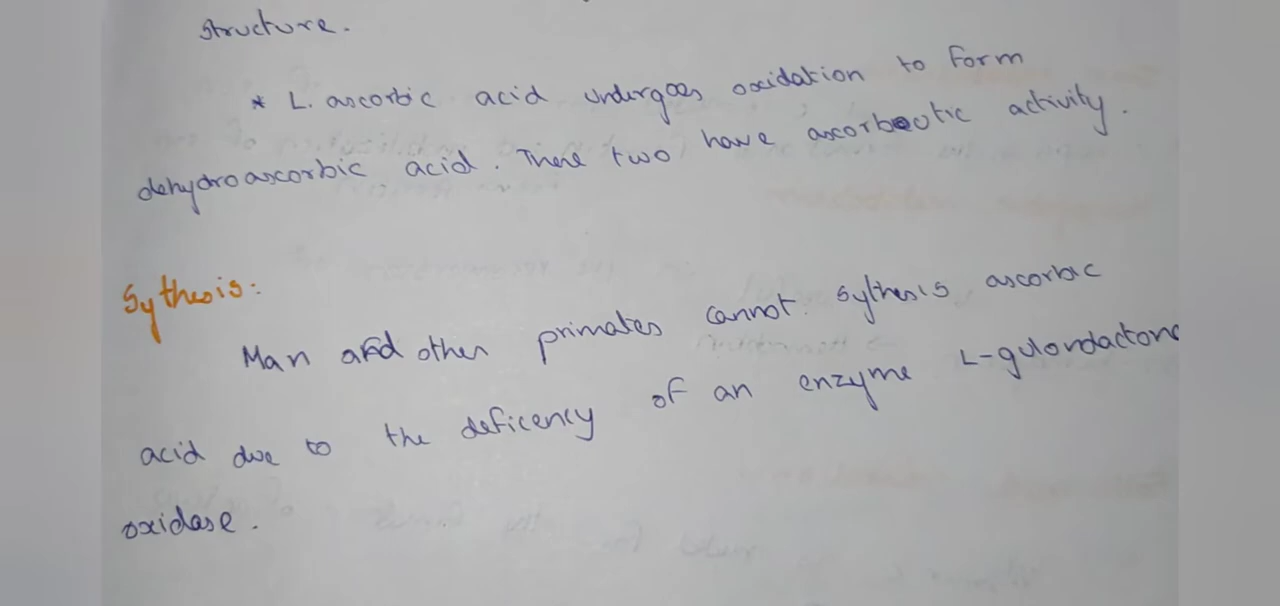 structure.
* L. ascorbic acid undergoes oxidation to form
dehydroascorbic acid. These two have ascorbeutic activity.
Sythesis:
Man and other primates cannot sythesis ascorbic
acid due to the deficency of an enzyme L-gulonolactone
oxidase.